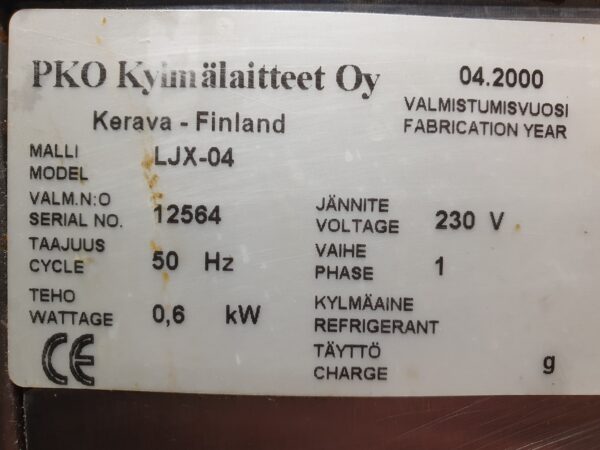 PKO Kylmälaitteet Oy
04.2000
VALMISTUMISVUOSI
Kerava - Finland
FABRICATION YEAR
MALLI
MODEL
LJX-04
VALM.N:O
SERIAL NO.
12564
JÄNNITE
VOLTAGE
230 V
TAAJUUS
CYCLE
50 Hz
VAIHE
PHASE
1
TEHO
WATTAGE
0,6 kW
KYLMÄAINE
REFRIGERANT
CE
TÄYTTÖ
CHARGE
g